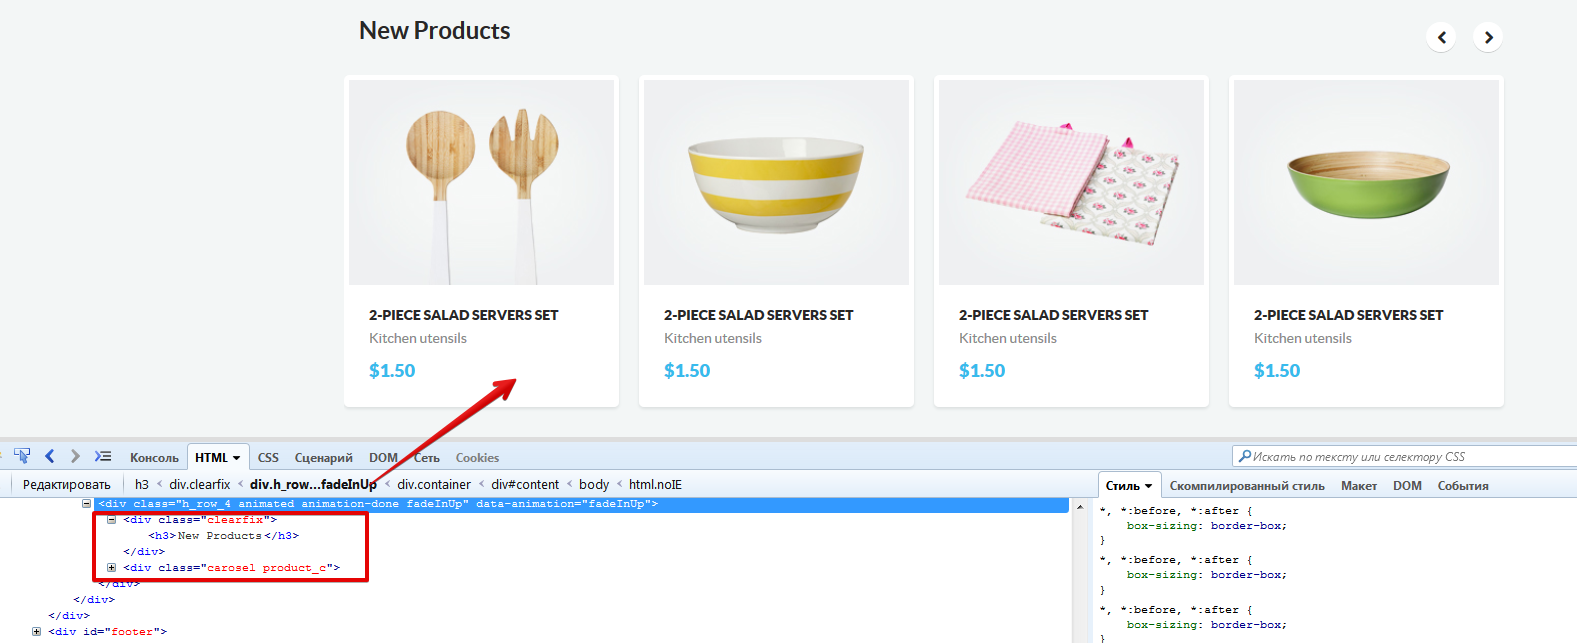 New Products
2-PIECE SALAD SERVERS SET
Kitchen utensils
$1.50
2-PIECE SALAD SERVERS SET
Kitchen utensils
$1.50
2-PIECE SALAD SERVERS SET
Kitchen utensils
$1.50
2-PIECE SALAD SERVERS SET
Kitchen utensils
$1.50
Консоль HTML CSS Сценарий DOM Сеть Cookies
Искать по тексту или селектору CSS
Редактировать h3 < div.clearfix < div.h_row...fadeInUp < div.container < div#content < body < html.noIE
<div class="h_row_4 animated animation-done fadeInUp" data-animation="fadeInUp">
<div class="clearfix">
<h3>New Products</h3>
</div>
<div class="carosel product_c">
</div>
</div>
</div>
<div id="footer">
Стиль Скомпилированный стиль Макет DOM События
*, *:before, *:after {
box-sizing: border-box;
}
*, *:before, *:after {
box-sizing: border-box;
}
*, *:before, *:after {
box-sizing: border-box;
}